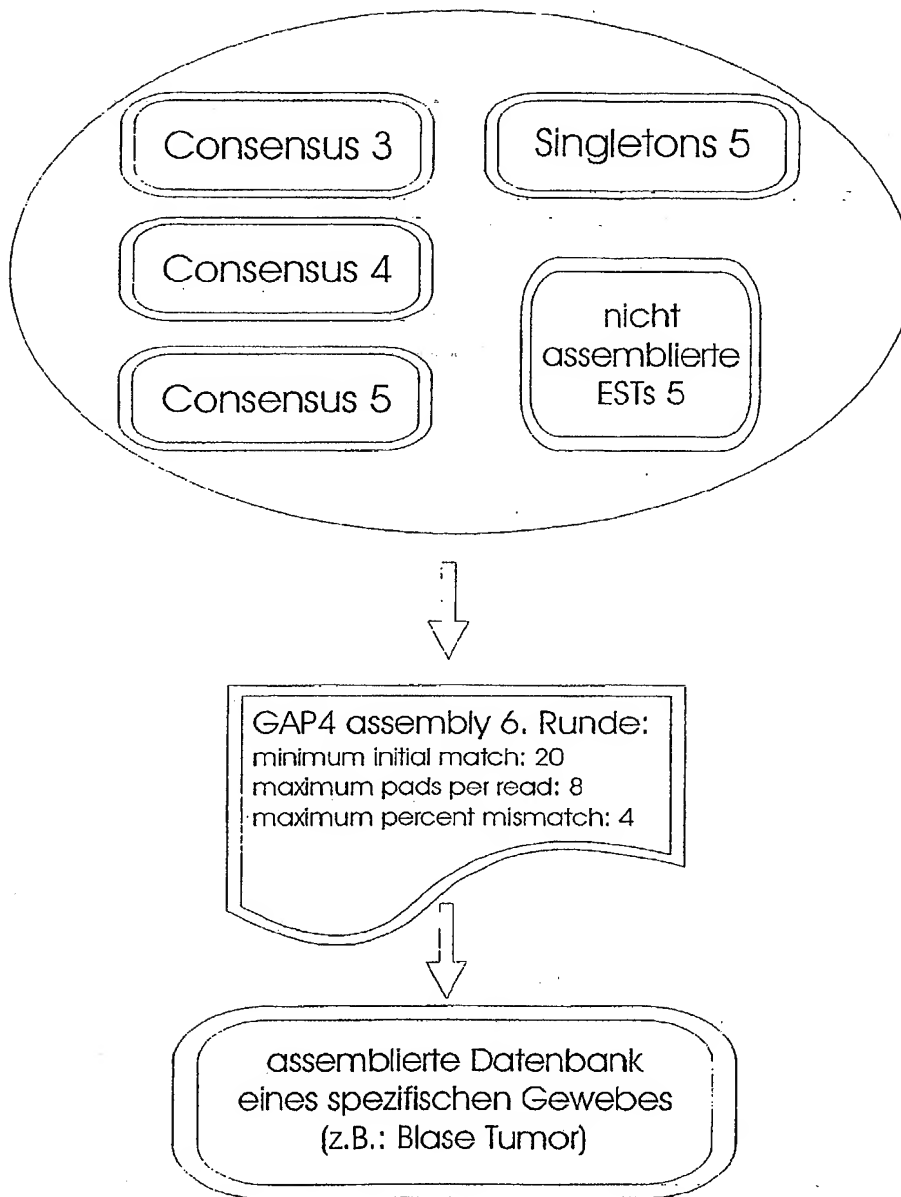 Consensus 3
Singletons 5
Consensus 4
nicht
assemblierte
ESTs 5
Consensus 5
GAP4 assembly 6. Runde:
minimum initial match: 20
maximum pads per read: 8
maximum percent mismatch: 4
assemblierte Datenbank
eines spezifischen Gewebes
(z.B.: Blase Tumor)